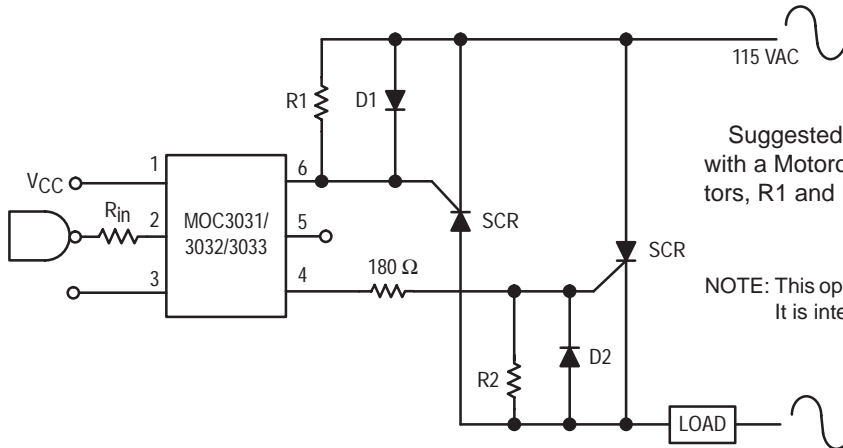 115 VAC
R1
D1
Suggested
with a Motoro
tors, R1 and
1
6
VCC
MOC3031/
3032/3033
Rin
2
5
SCR
SCR
3
4
180 Ω
NOTE: This op
It is inte
R2
D2
LOAD